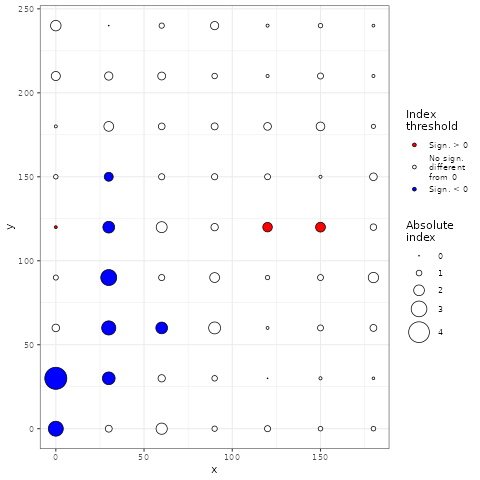 250
200
150
100
50
0
y
0
50
100
150
x
Index
threshold
Sign. > 0
No sign.
different
from 0
Sign. < 0
Absolute
index
0
1
2
3
4